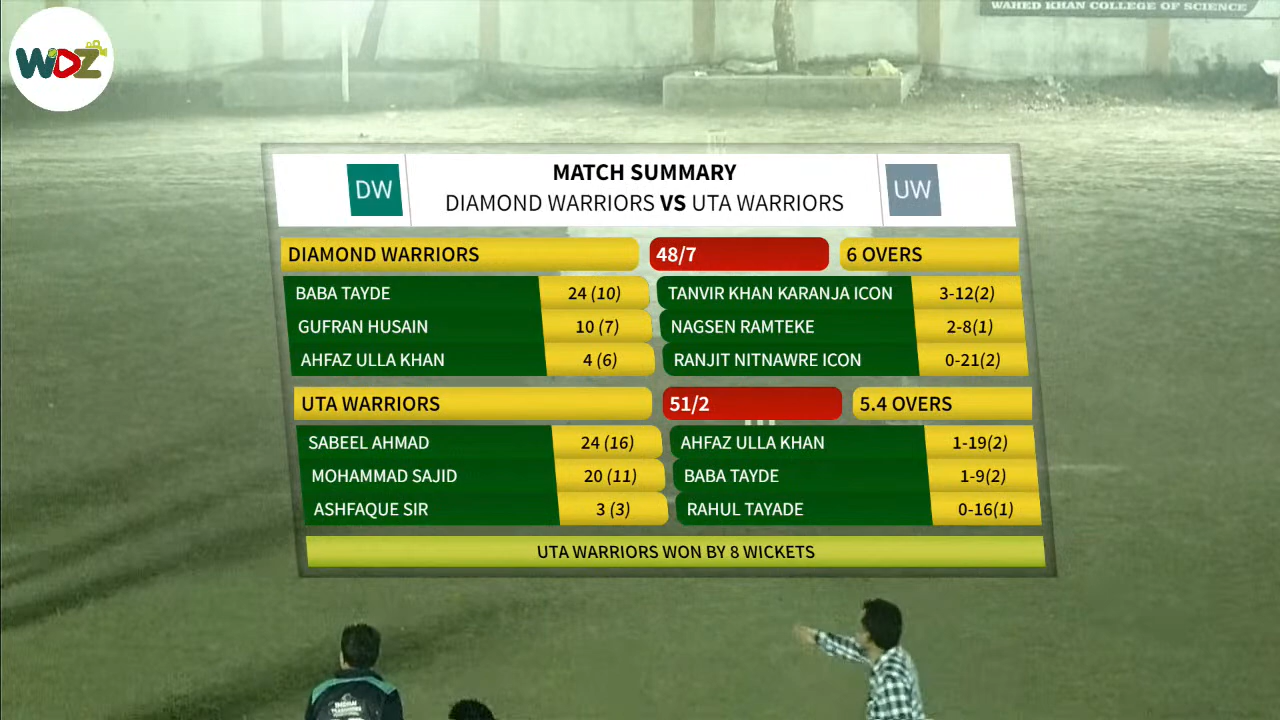 WAHED KHAN COLLEGE OF SCIENCE
WDZ
MATCH SUMMARY
DW
DIAMOND WARRIORS VS UTA WARRIORS
UW
DIAMOND WARRIORS 48/7 6 OVERS
BABA TAYDE 24 (10) TANVIR KHAN KARANJA ICON 3-12(2)
GUFRAN HUSAIN 10 (7) NAGSEN RAMTEKE 2-8(1)
AHFAZ ULLA KHAN 4 (6) RANJIT NITNAWRE ICON 0-21(2)
UTA WARRIORS 51/2 5.4 OVERS
SABEEL AHMAD 24 (16) AHFAZ ULLA KHAN 1-19(2)
MOHAMMAD SAJID 20 (11) BABA TAYDE 1-9(2)
ASHFAQUE SIR 3 (3) RAHUL TAYADE 0-16(1)
UTA WARRIORS WON BY 8 WICKETS